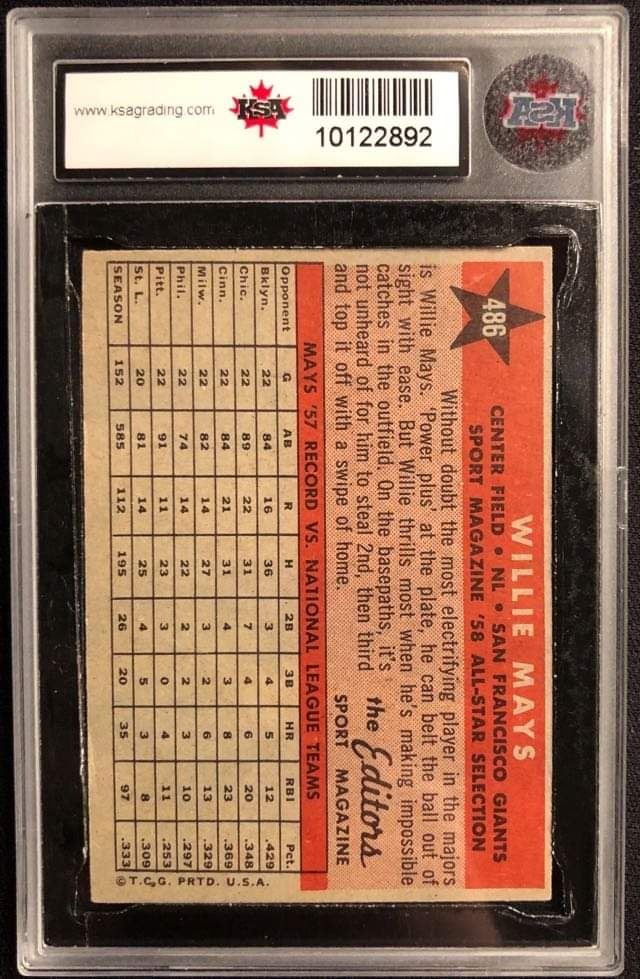 www.ksagrading.com
KSA
10122892
KSA
486
WILLIE MAYS
CENTER FIELD • NL • SAN FRANCISCO GIANTS
SPORT MAGAZINE '58 ALL-STAR SELECTION
Without doubt the most electrifying player in the majors
is Willie Mays. 'Power plus' at the plate, he can belt the ball out of
sight with ease. But Willie thrills most when he's making impossible
catches in the outfield. On the basepaths, it's
not unheard of for him to steal 2nd, then third
and top it off with a swipe of home.
the Editors
SPORT MAGAZINE
MAYS '57 RECORD VS. NATIONAL LEAGUE TEAMS
Opponent G AB R H 2B 3B HR RBI Pct.
Bklyn. 22 84 16 36 3 4 5 12 .429
Chic. 22 89 22 31 7 4 6 20 .348
Cinn. 22 84 21 31 4 3 8 23 .369
Milw. 22 82 14 27 3 2 6 13 .329
Phil. 22 74 14 22 2 2 3 10 .297
Pitt. 22 91 11 23 3 0 4 11 .253
St. L. 20 81 14 25 4 5 3 8 .309
SEASON 152 585 112 195 26 20 35 97 .333
© T.C.G. PRTD. U.S.A.